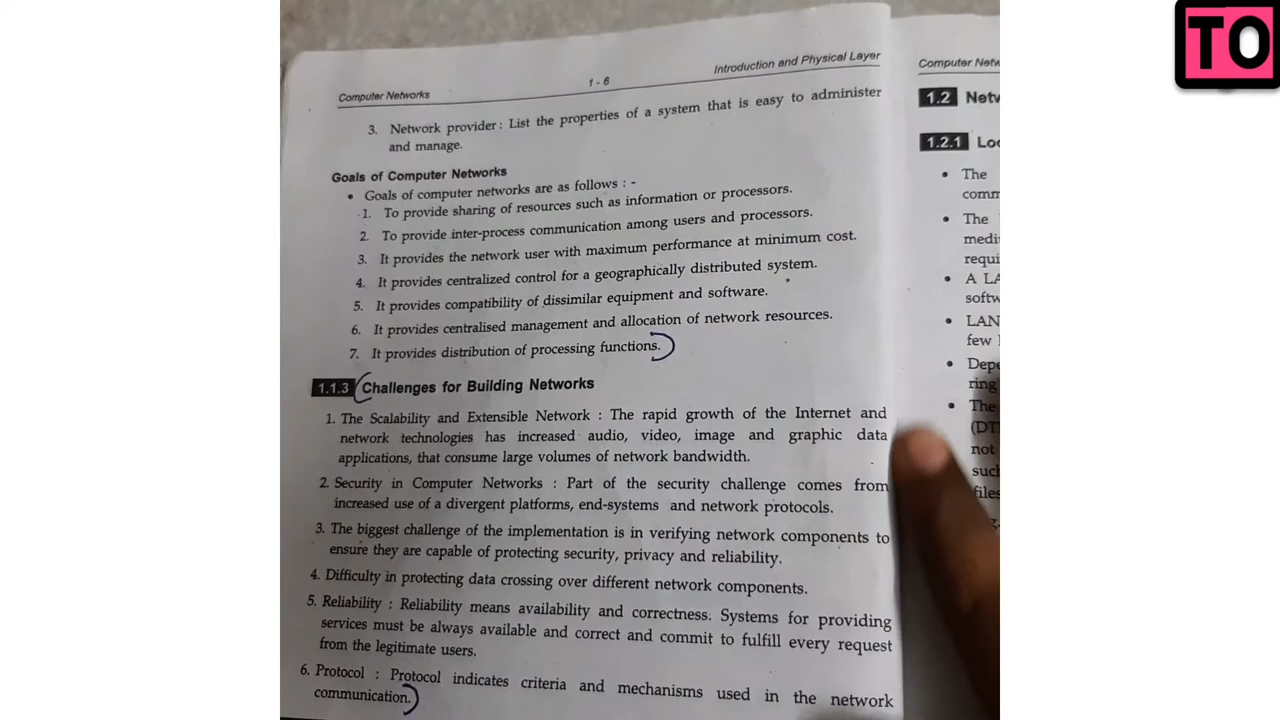 TO
Computer Networks 1 - 6 Introduction and Physical Layer
3. Network provider : List the properties of a system that is easy to administer
and manage.
Goals of Computer Networks
• Goals of computer networks are as follows : -
1. To provide sharing of resources such as information or processors.
2. To provide inter-process communication among users and processors.
3. It provides the network user with maximum performance at minimum cost.
4. It provides centralized control for a geographically distributed system.
5. It provides compatibility of dissimilar equipment and software.
6. It provides centralised management and allocation of network resources.
7. It provides distribution of processing functions.
1.1.3 Challenges for Building Networks
1. The Scalability and Extensible Network : The rapid growth of the Internet and
network technologies has increased audio, video, image and graphic data
applications, that consume large volumes of network bandwidth.
2. Security in Computer Networks : Part of the security challenge comes from
increased use of a divergent platforms, end-systems and network protocols.
3. The biggest challenge of the implementation is in verifying network components to
ensure they are capable of protecting security, privacy and reliability.
4. Difficulty in protecting data crossing over different network components.
5. Reliability : Reliability means availability and correctness. Systems for providing
services must be always available and correct and commit to fulfill every request
from the legitimate users.
6. Protocol : Protocol indicates criteria and mechanisms used in the network
communication.
Computer
1.2
1.2.1
• The
• The
• A
• LAN
few
• The
not